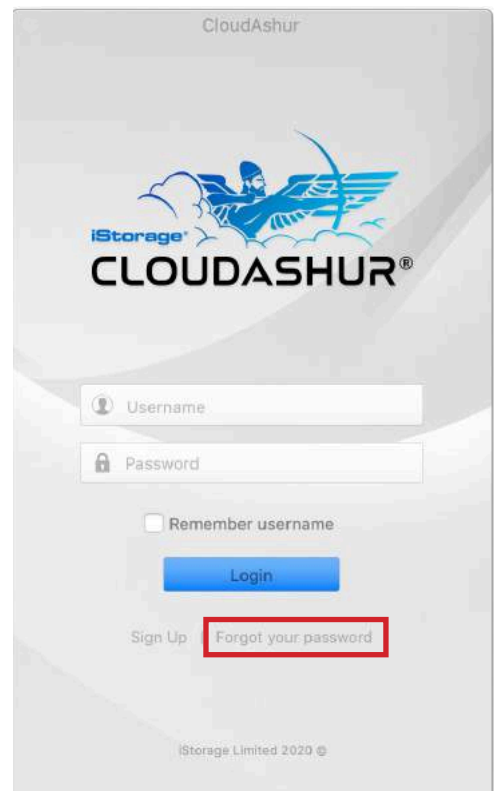 CloudAshur
iStorage®
CLOUDASHUR®
Username
Password
Remember username
Login
Sign Up | Forgot your password
iStorage Limited 2020 ©